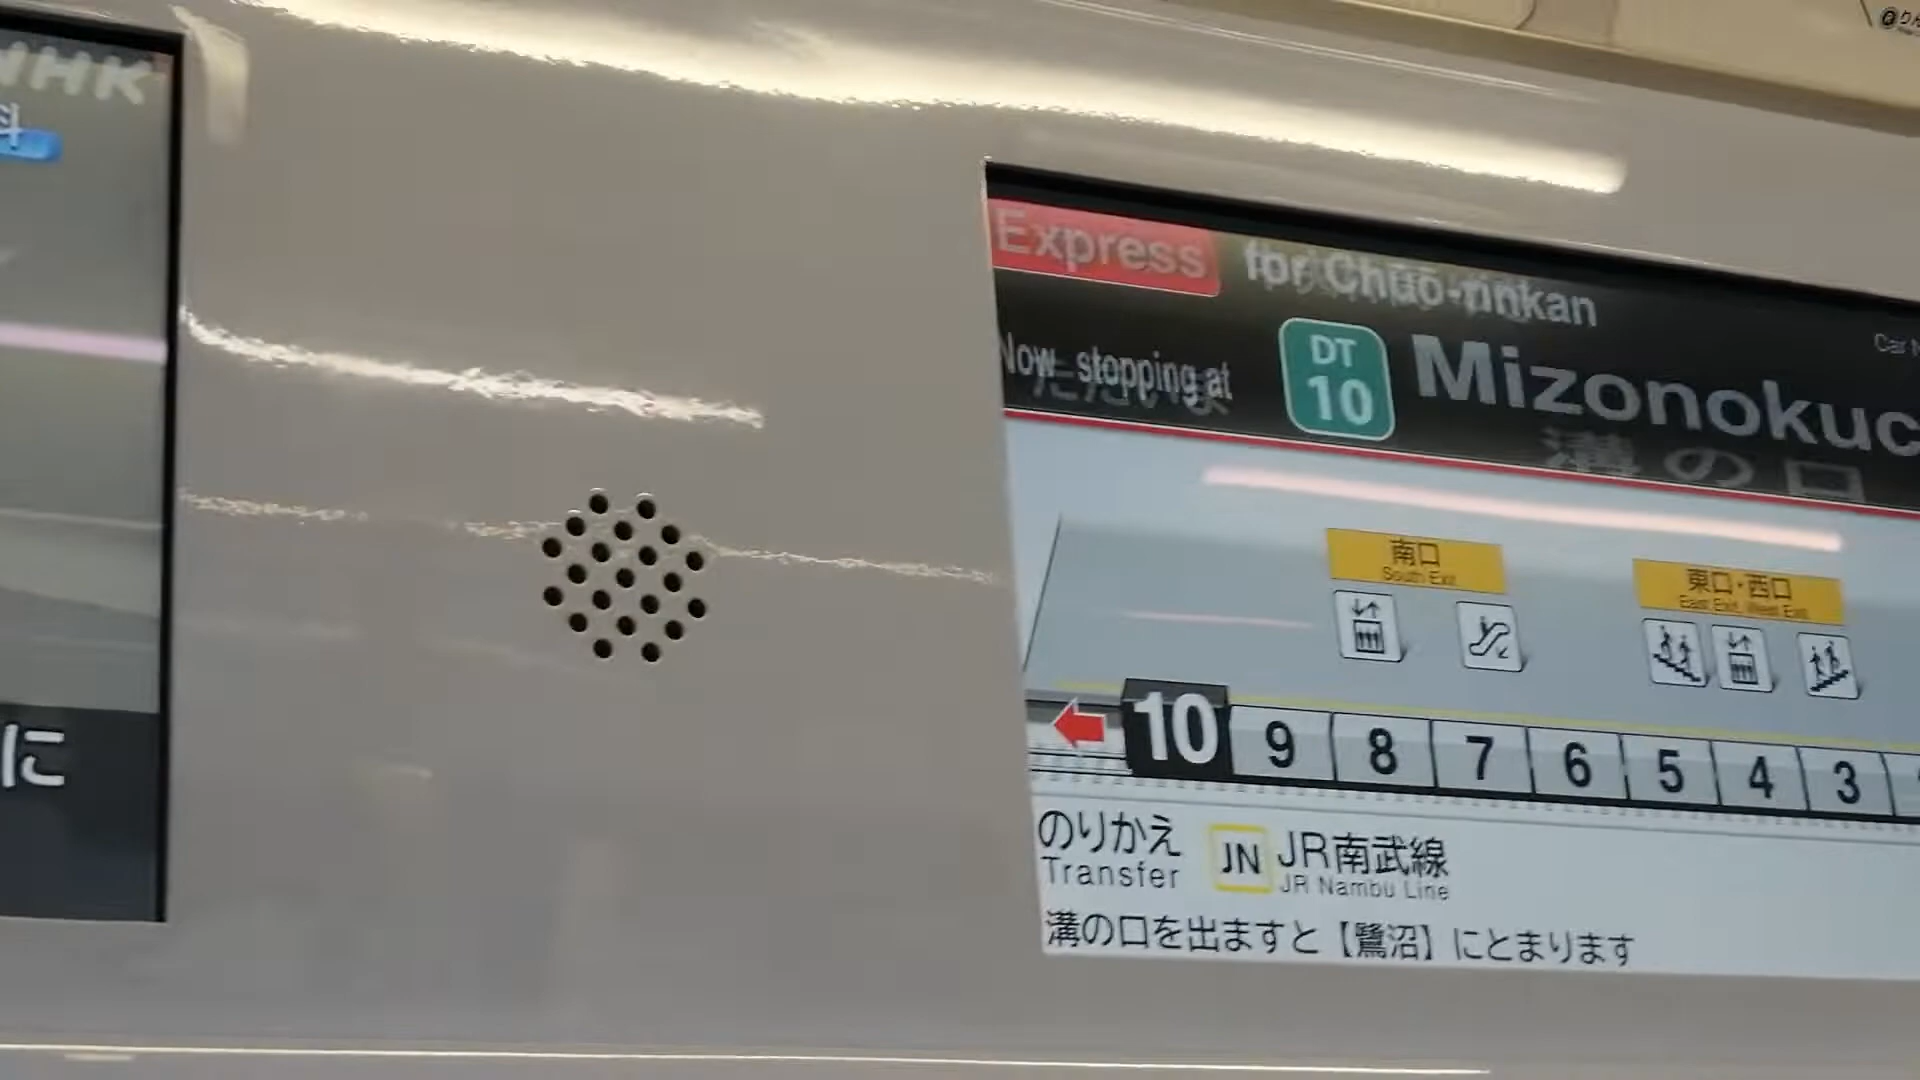 NHK
に
Express for Chūō-rinkan
Now stopping at DT 10 Mizonokuc
溝の口
南口
South Exit
東口・西口
East Exit, West Exit
10 9 8 7 6 5 4 3
のりかえ JN JR南武線
Transfer JR Nambu Line
溝の口を出ますと【鷺沼】にとまります